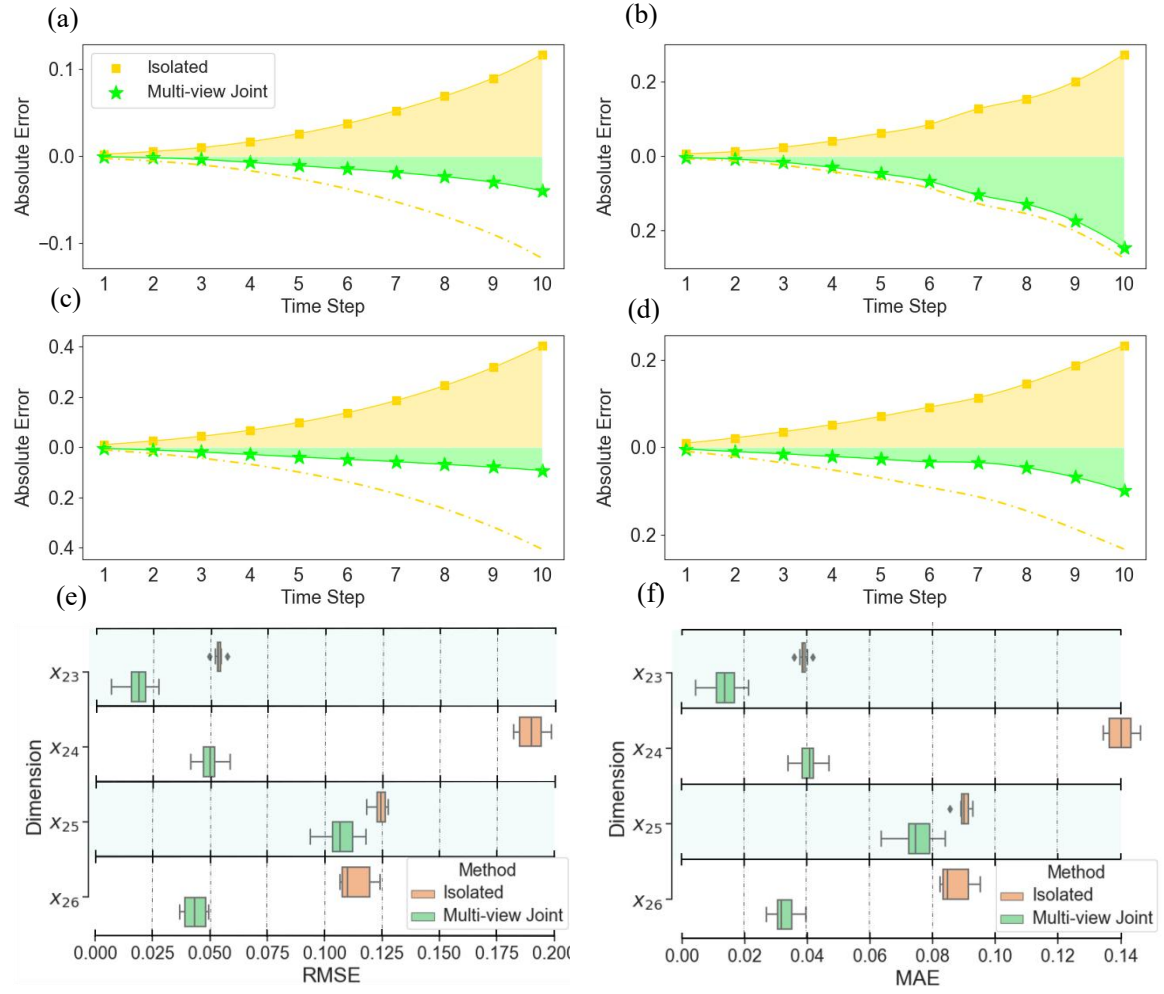 (a)
0.1
0.0
−0.1
Absolute Error
Isolated
Multi-view Joint
1 2 3 4 5 6 7 8 9 10
Time Step
(b)
0.2
0.0
0.2
Absolute Error
1 2 3 4 5 6 7 8 9 10
Time Step
(c)
0.4
0.2
0.0
0.2
0.4
Absolute Error
1 2 3 4 5 6 7 8 9 10
Time Step
(d)
0.2
0.0
0.2
Absolute Error
1 2 3 4 5 6 7 8 9 10
Time Step
(e)
Dimension
x23
x24
x25
x26
Method
Isolated
Multi-view Joint
0.000 0.025 0.050 0.075 0.100 0.125 0.150 0.175 0.200
RMSE
(f)
Dimension
x23
x24
x25
x26
Method
Isolated
Multi-view Joint
0.00 0.02 0.04 0.06 0.08 0.10 0.12 0.14
MAE